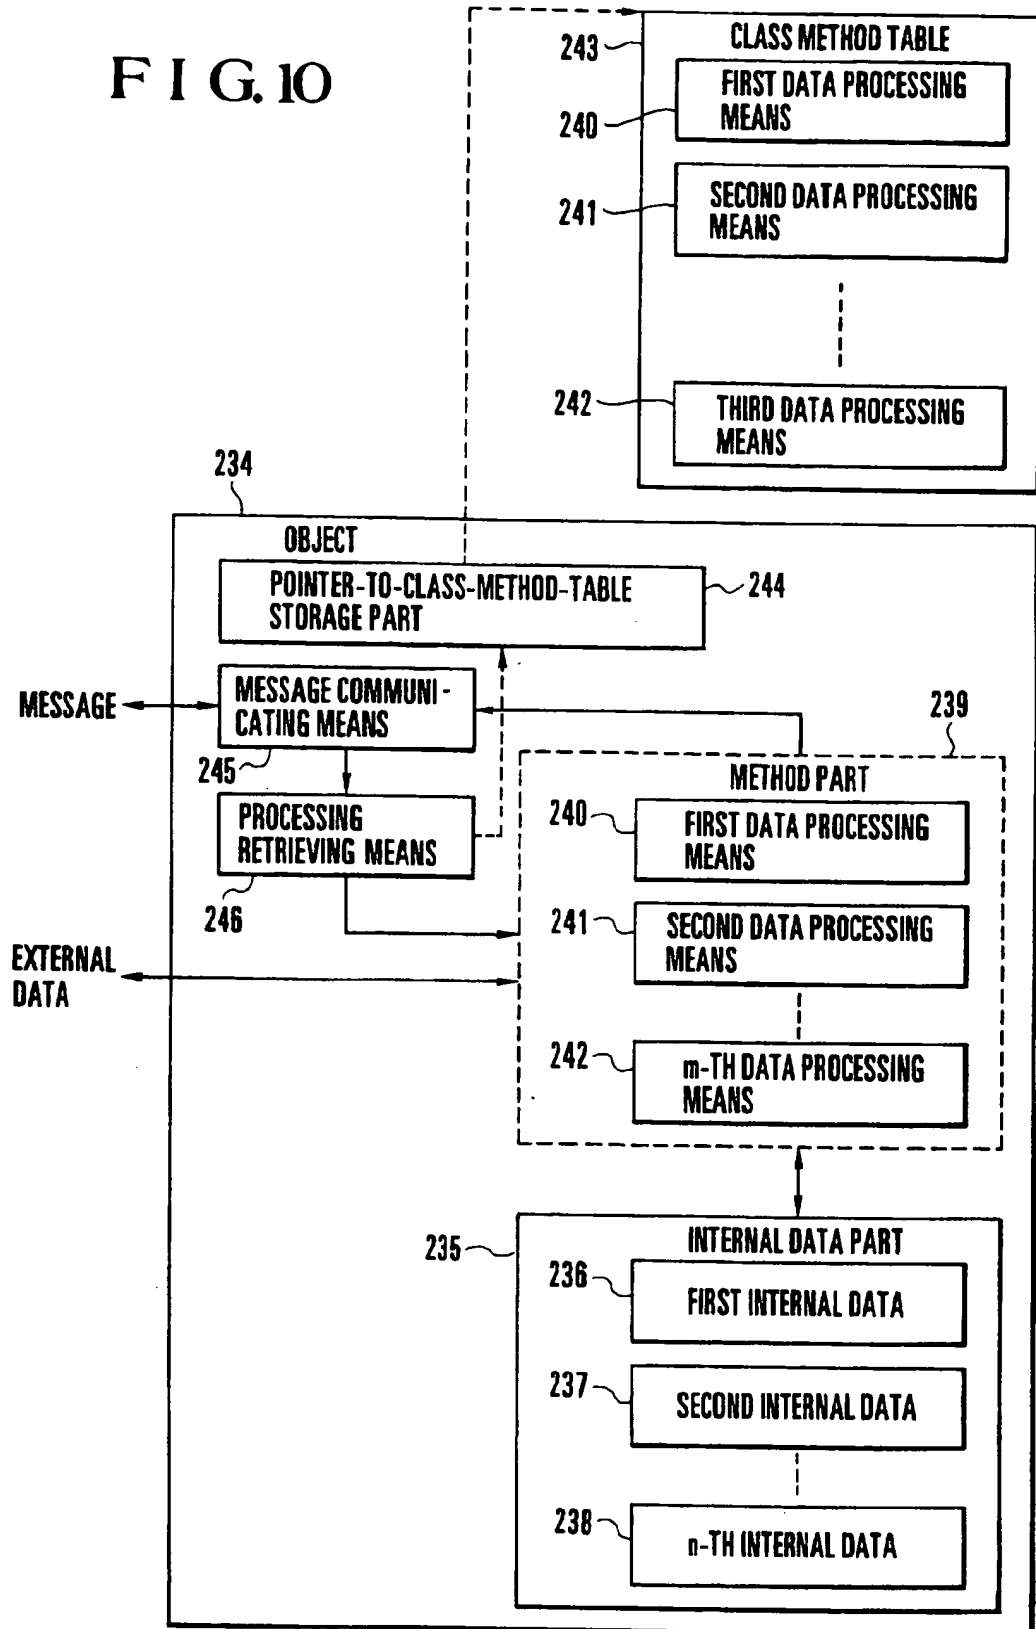 FIG. 10
243
CLASS METHOD TABLE
240
FIRST DATA PROCESSING
MEANS
241
SECOND DATA PROCESSING
MEANS
242
THIRD DATA PROCESSING
MEANS
234
OBJECT
POINTER-TO-CLASS-METHOD-TABLE
STORAGE PART
244
MESSAGE
MESSAGE COMMUNI-
CATING MEANS
245
PROCESSING
RETRIEVING MEANS
246
EXTERNAL
DATA
239
METHOD PART
240
FIRST DATA PROCESSING
MEANS
241
SECOND DATA PROCESSING
MEANS
242
m-TH DATA PROCESSING
MEANS
235
INTERNAL DATA PART
236
FIRST INTERNAL DATA
237
SECOND INTERNAL DATA
238
n-TH INTERNAL DATA